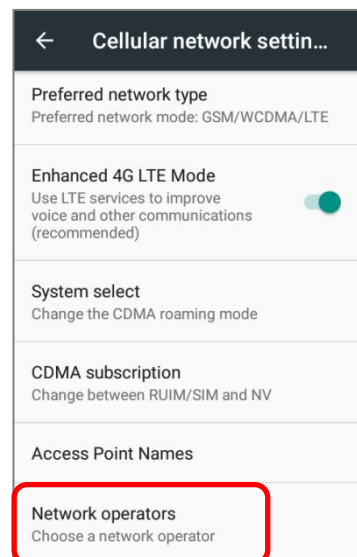 Cellular network settin...
Preferred network type
Preferred network mode: GSM/WCDMA/LTE
Enhanced 4G LTE Mode
Use LTE services to improve
voice and other communications
(recommended)
System select
Change the CDMA roaming mode
CDMA subscription
Change between RUIM/SIM and NV
Access Point Names
Network operators
Choose a network operator